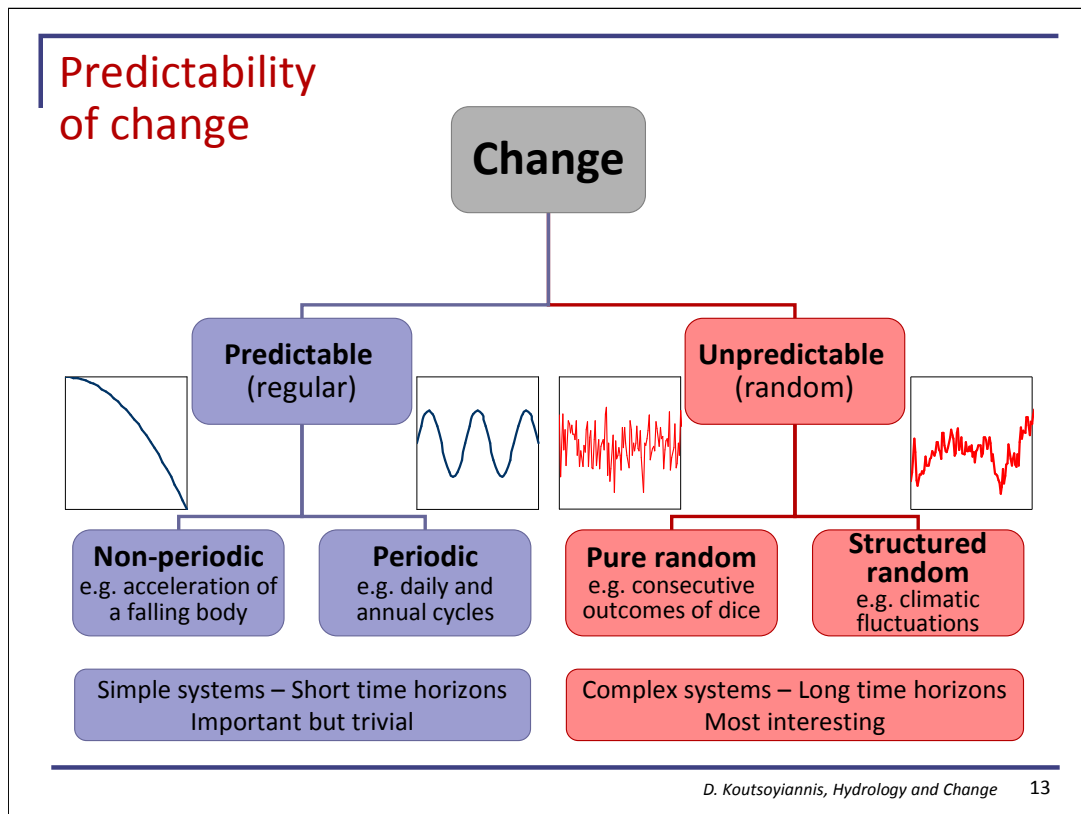 Predictability
of change
Change
Predictable
(regular)
Unpredictable
(random)
Non-periodic
e.g. acceleration of
a falling body
Periodic
e.g. daily and
annual cycles
Pure random
e.g. consecutive
outcomes of dice
Structured
random
e.g. climatic
fluctuations
Simple systems – Short time horizons
Important but trivial
Complex systems – Long time horizons
Most interesting
D. Koutsoyiannis, Hydrology and Change 13